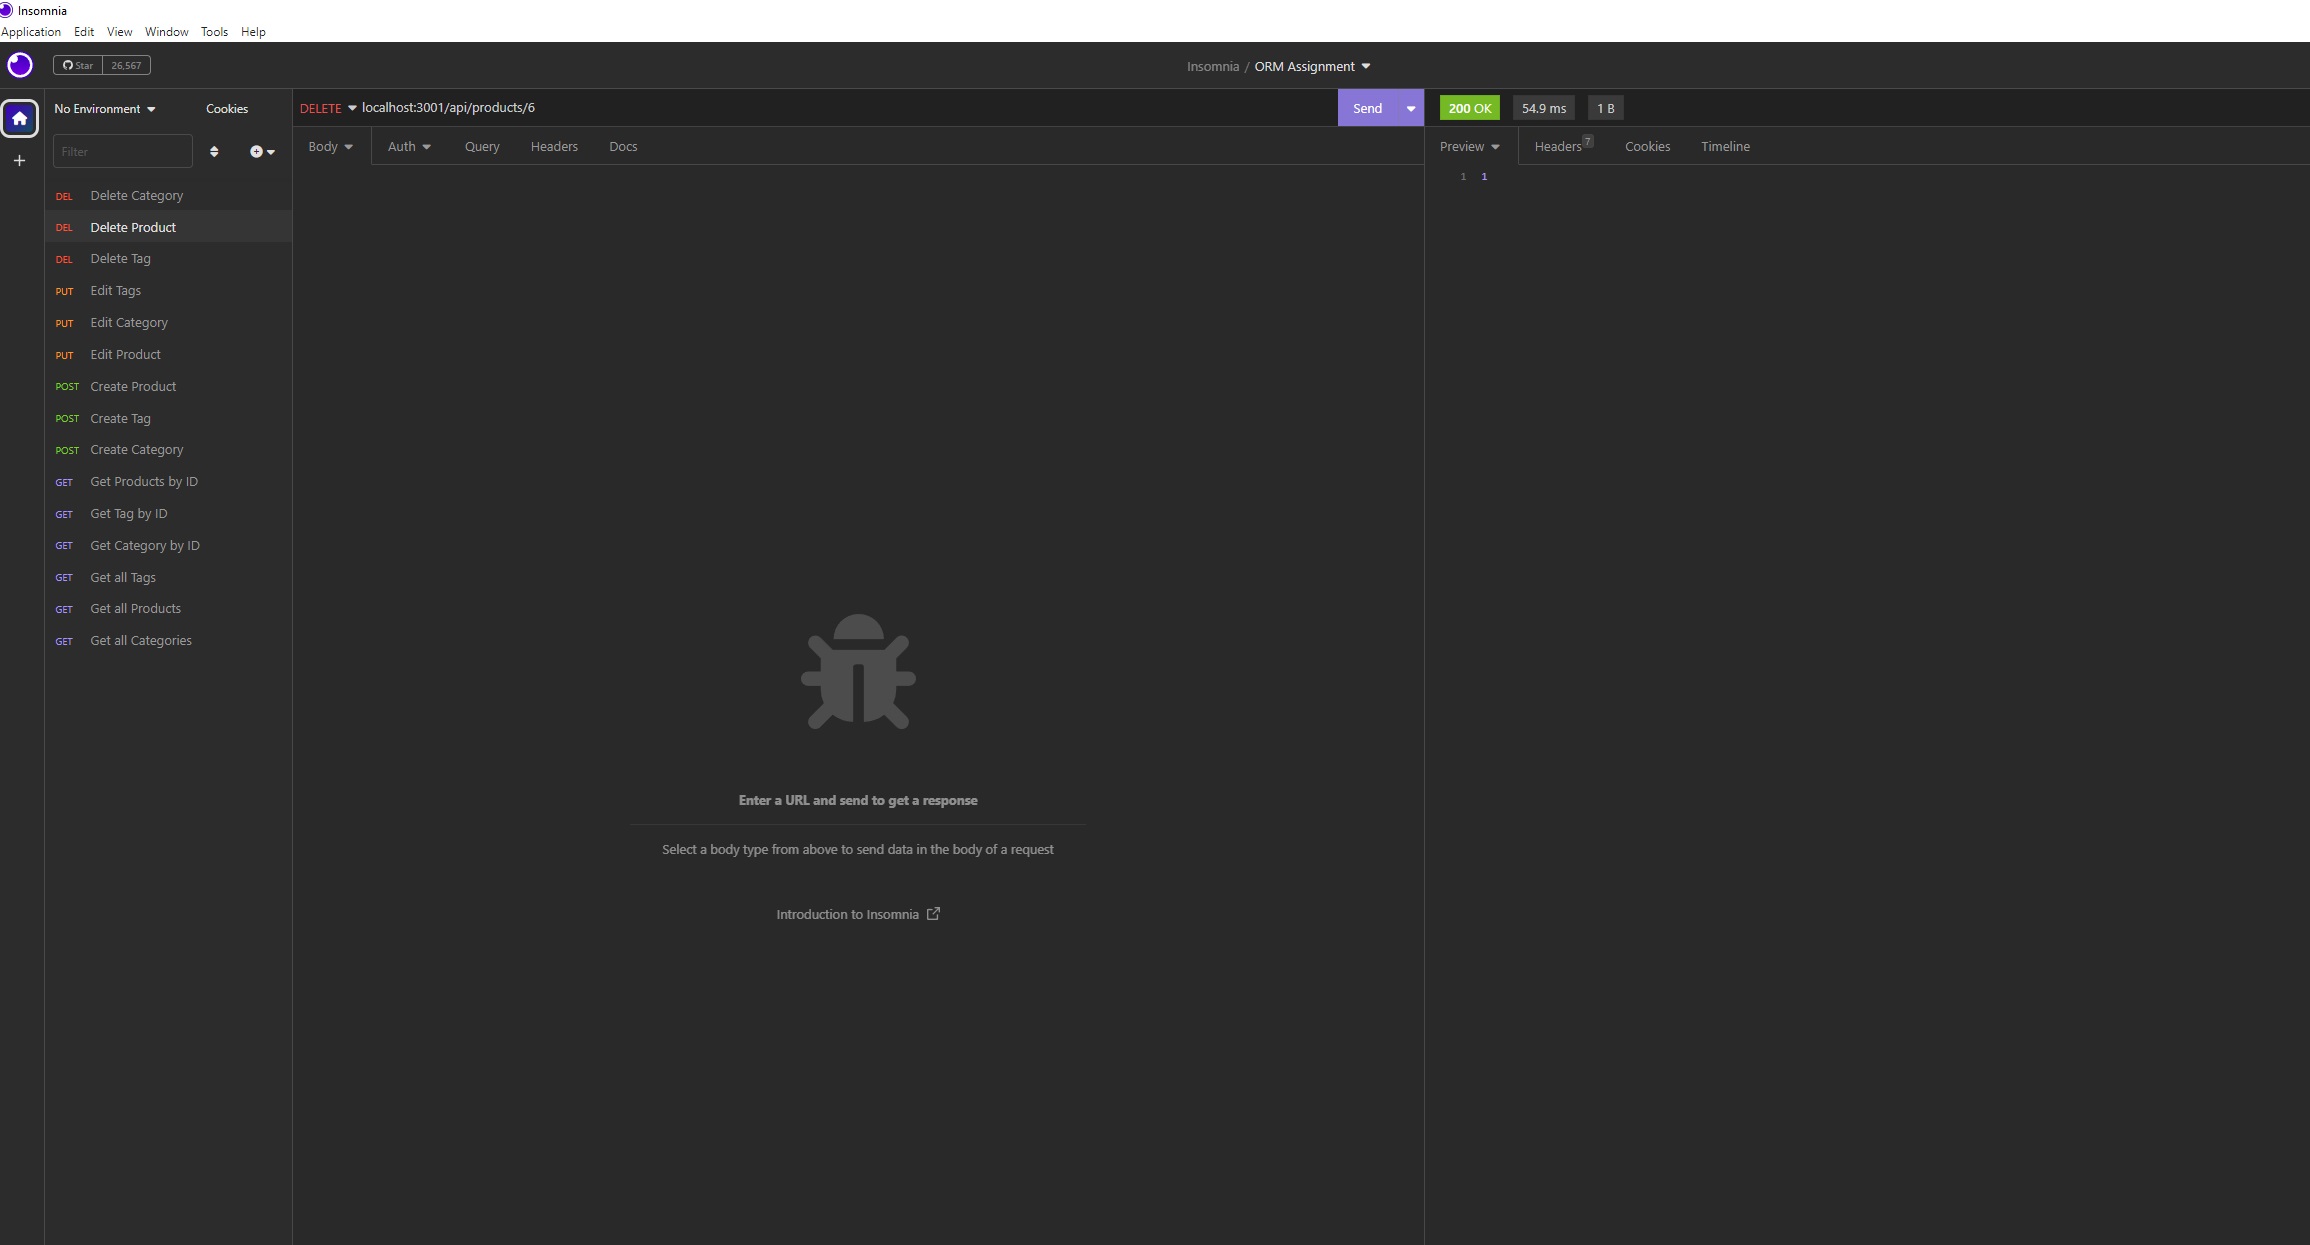 Insomnia
Application Edit View Window Tools Help
Star 26,567
Insomnia / ORM Assignment
No Environment Cookies
Filter
DEL Delete Category
DEL Delete Product
DEL Delete Tag
PUT Edit Tags
PUT Edit Category
PUT Edit Product
POST Create Product
POST Create Tag
POST Create Category
GET Get Products by ID
GET Get Tag by ID
GET Get Category by ID
GET Get all Tags
GET Get all Products
GET Get all Categories
DELETE localhost:3001/api/products/6 Send
Body Auth Query Headers Docs
Enter a URL and send to get a response
Select a body type from above to send data in the body of a request
Introduction to Insomnia
200 OK 54.9 ms 1 B
Preview Headers 7 Cookies Timeline
1 1